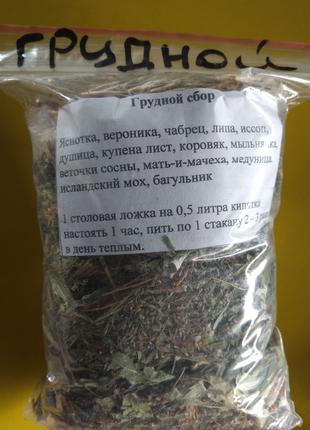 ГРУДНОЙ
Грудной сбор
Яснотка, вероника, чабрец, липа, иссоп,
душица, купена лист, коровяк, мыльнянка,
веточки сосны, мать-и-мачеха, медуница,
исландский мох, багульник
1 столовая ложка на 0,5 литра кипятка
настоять 1 час, пить по 1 стакану 2 – 3 раза
в день теплым.